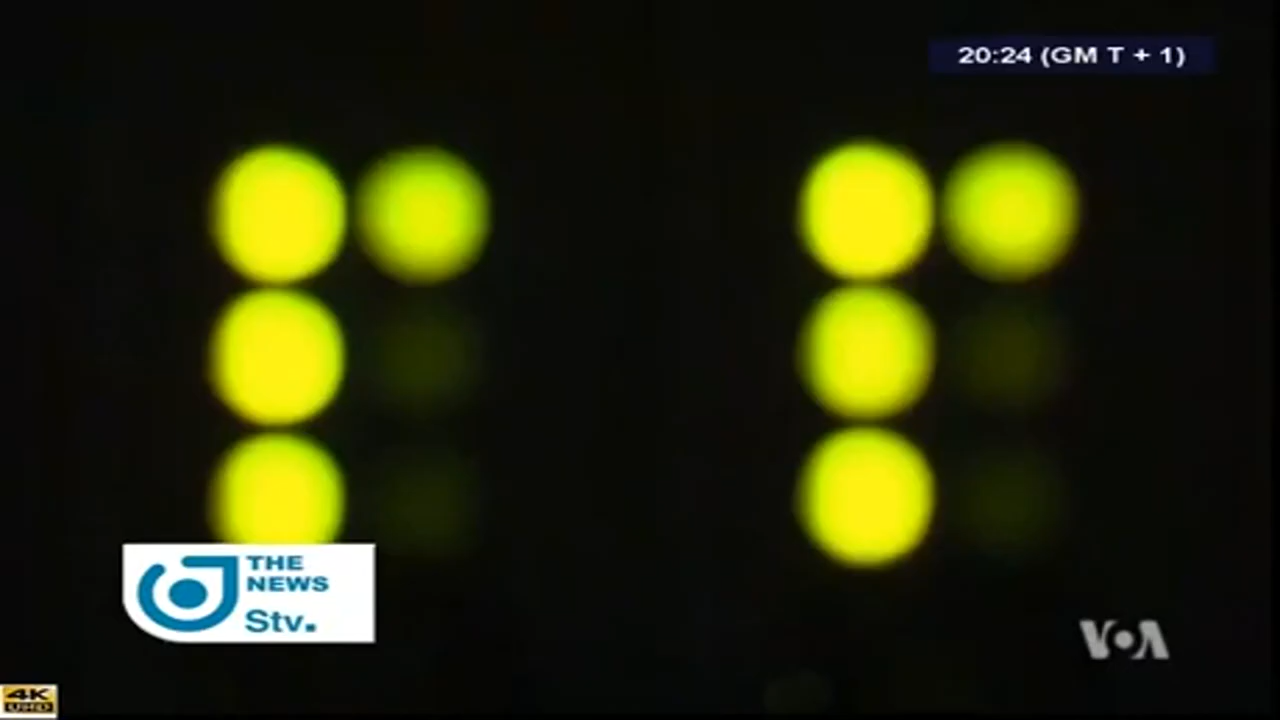 20:24 (GM T + 1)
THE
NEWS
Stv.
VOA
4K
UHD